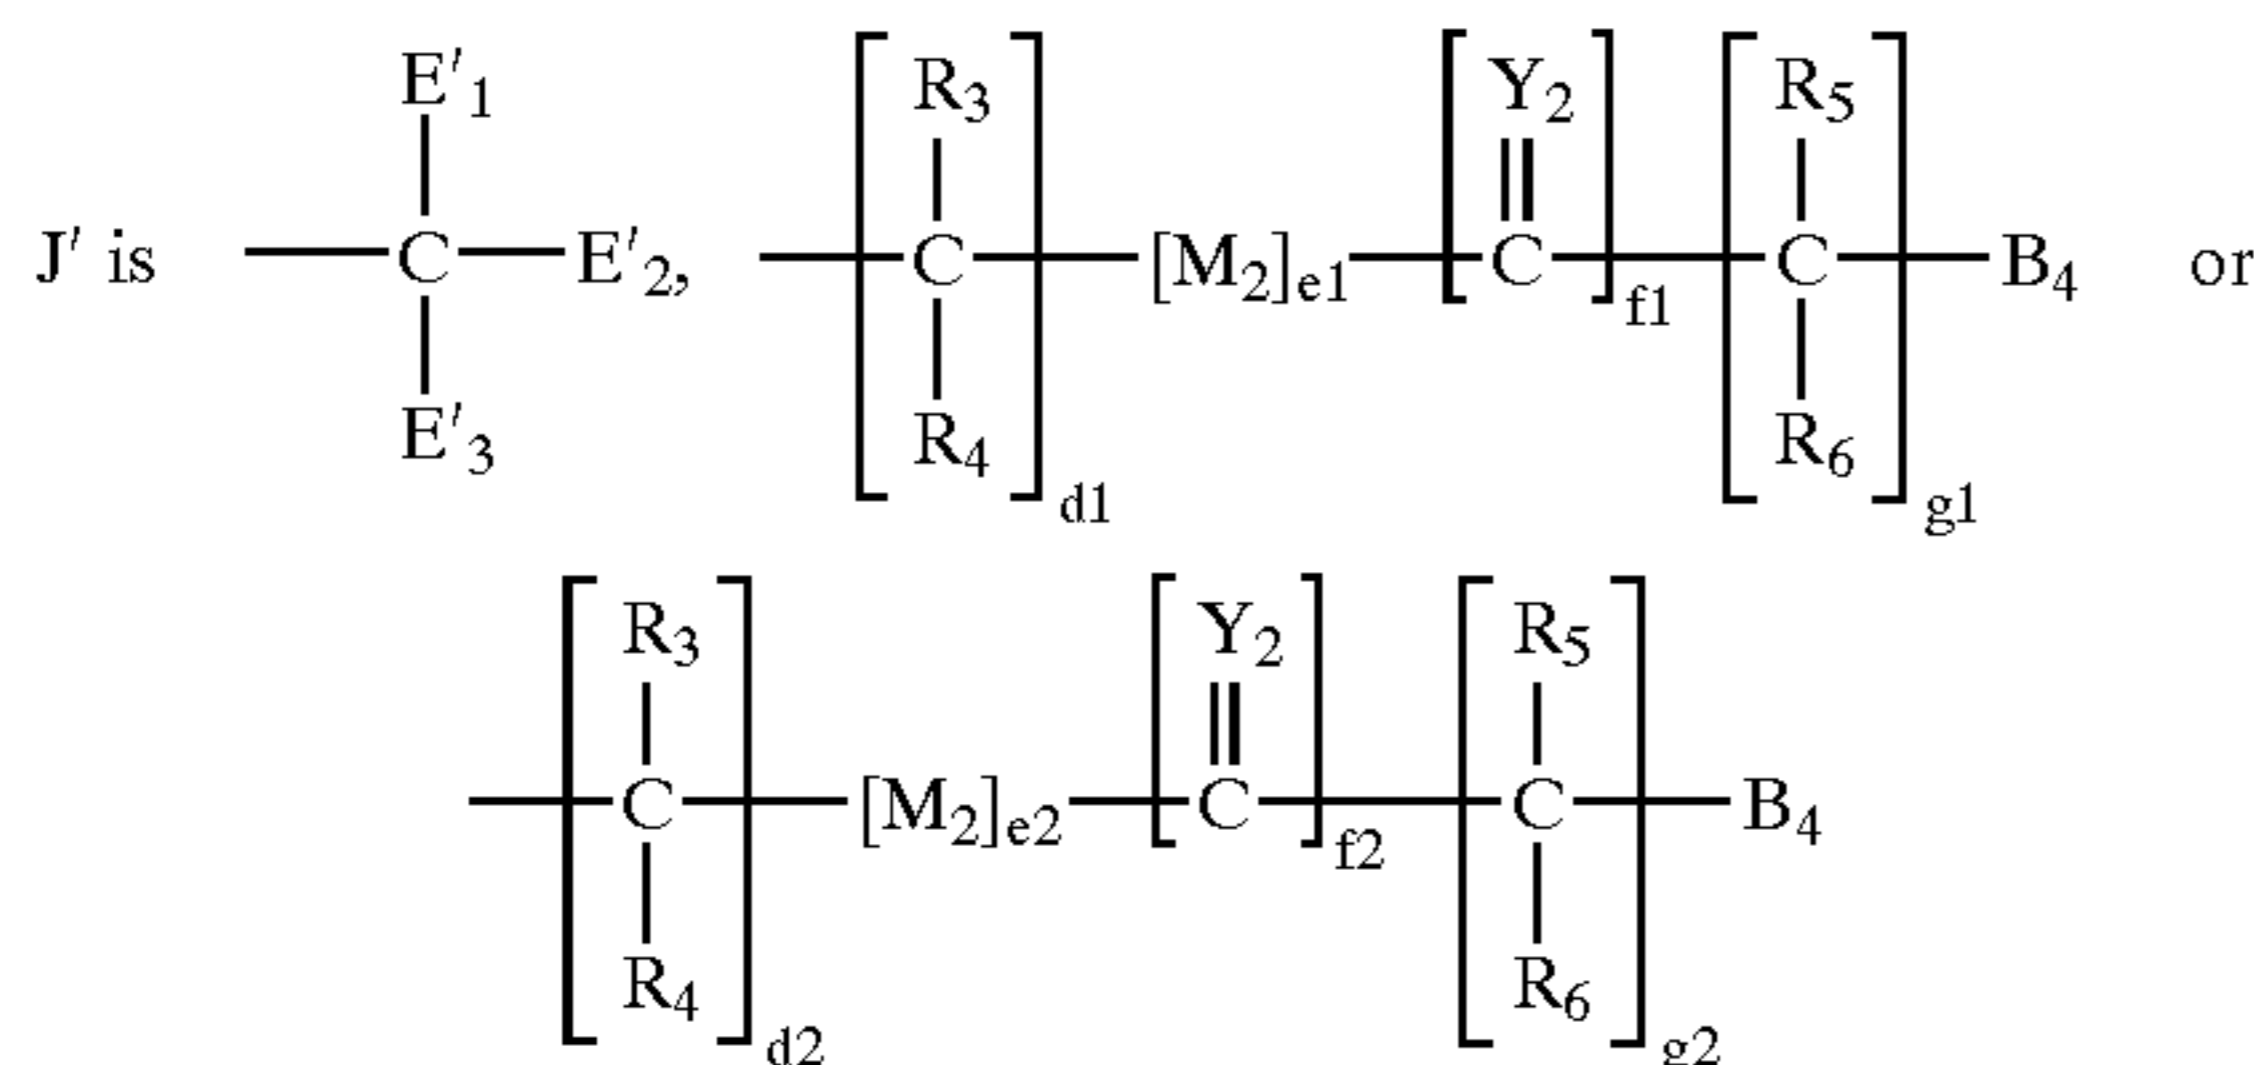 E′1 R3 Y2 R5
J′ is C E′2, C [M2]e1 C C B4 or
E′3 R4 d1 f1 R6 g1
R3 Y2 R5
C [M2]e2 C C B4
R4 d2 f2 R6 g2